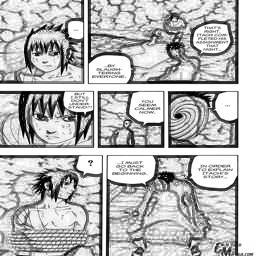 THAT'S
RIGHT.
ITACHI COM-
PLETED HIS
ASSIGNMENT
THAT
NIGHT...
...
...BY
SLAUGH-
TERING
EVERYONE.
...
YOU
SEEM
CALMER
NOW.
BUT
I STILL
DON'T
UNDER-
STAND!!
IN ORDER
TO EXPLAIN
ITACHI'S
STORY...
...I MUST
GO BACK
TO THE
BEGINNING.
?